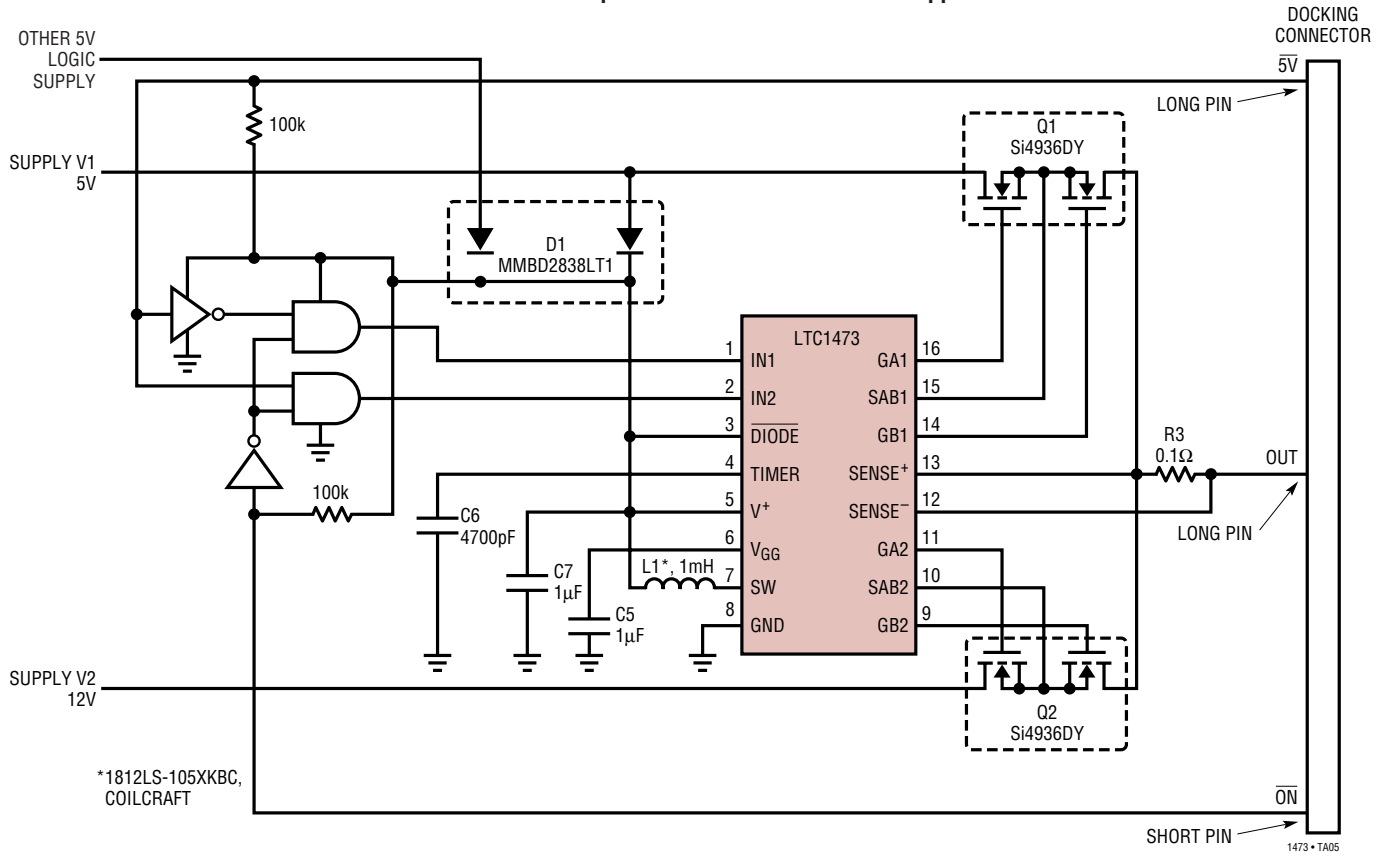 DOCKING
CONNECTOR
OTHER 5V
LOGIC
SUPPLY
5V
LONG PIN
100k
Q1
Si4936DY
SUPPLY V1
5V
D1
MMBD2838LT1
LTC1473
1 IN1
2 IN2
3 DIODE
4 TIMER
5 V+
6 VGG
7 SW
8 GND
GA1 16
SAB1 15
GB1 14
SENSE+ 13
SENSE– 12
GA2 11
SAB2 10
GB2 9
R3
0.1Ω
OUT
LONG PIN
100k
C6
4700pF
C7
1µF
L1*, 1mH
C5
1µF
SUPPLY V2
12V
Q2
Si4936DY
*1812LS-105XKBC,
COILCRAFT
ON
SHORT PIN
1473 • TA05